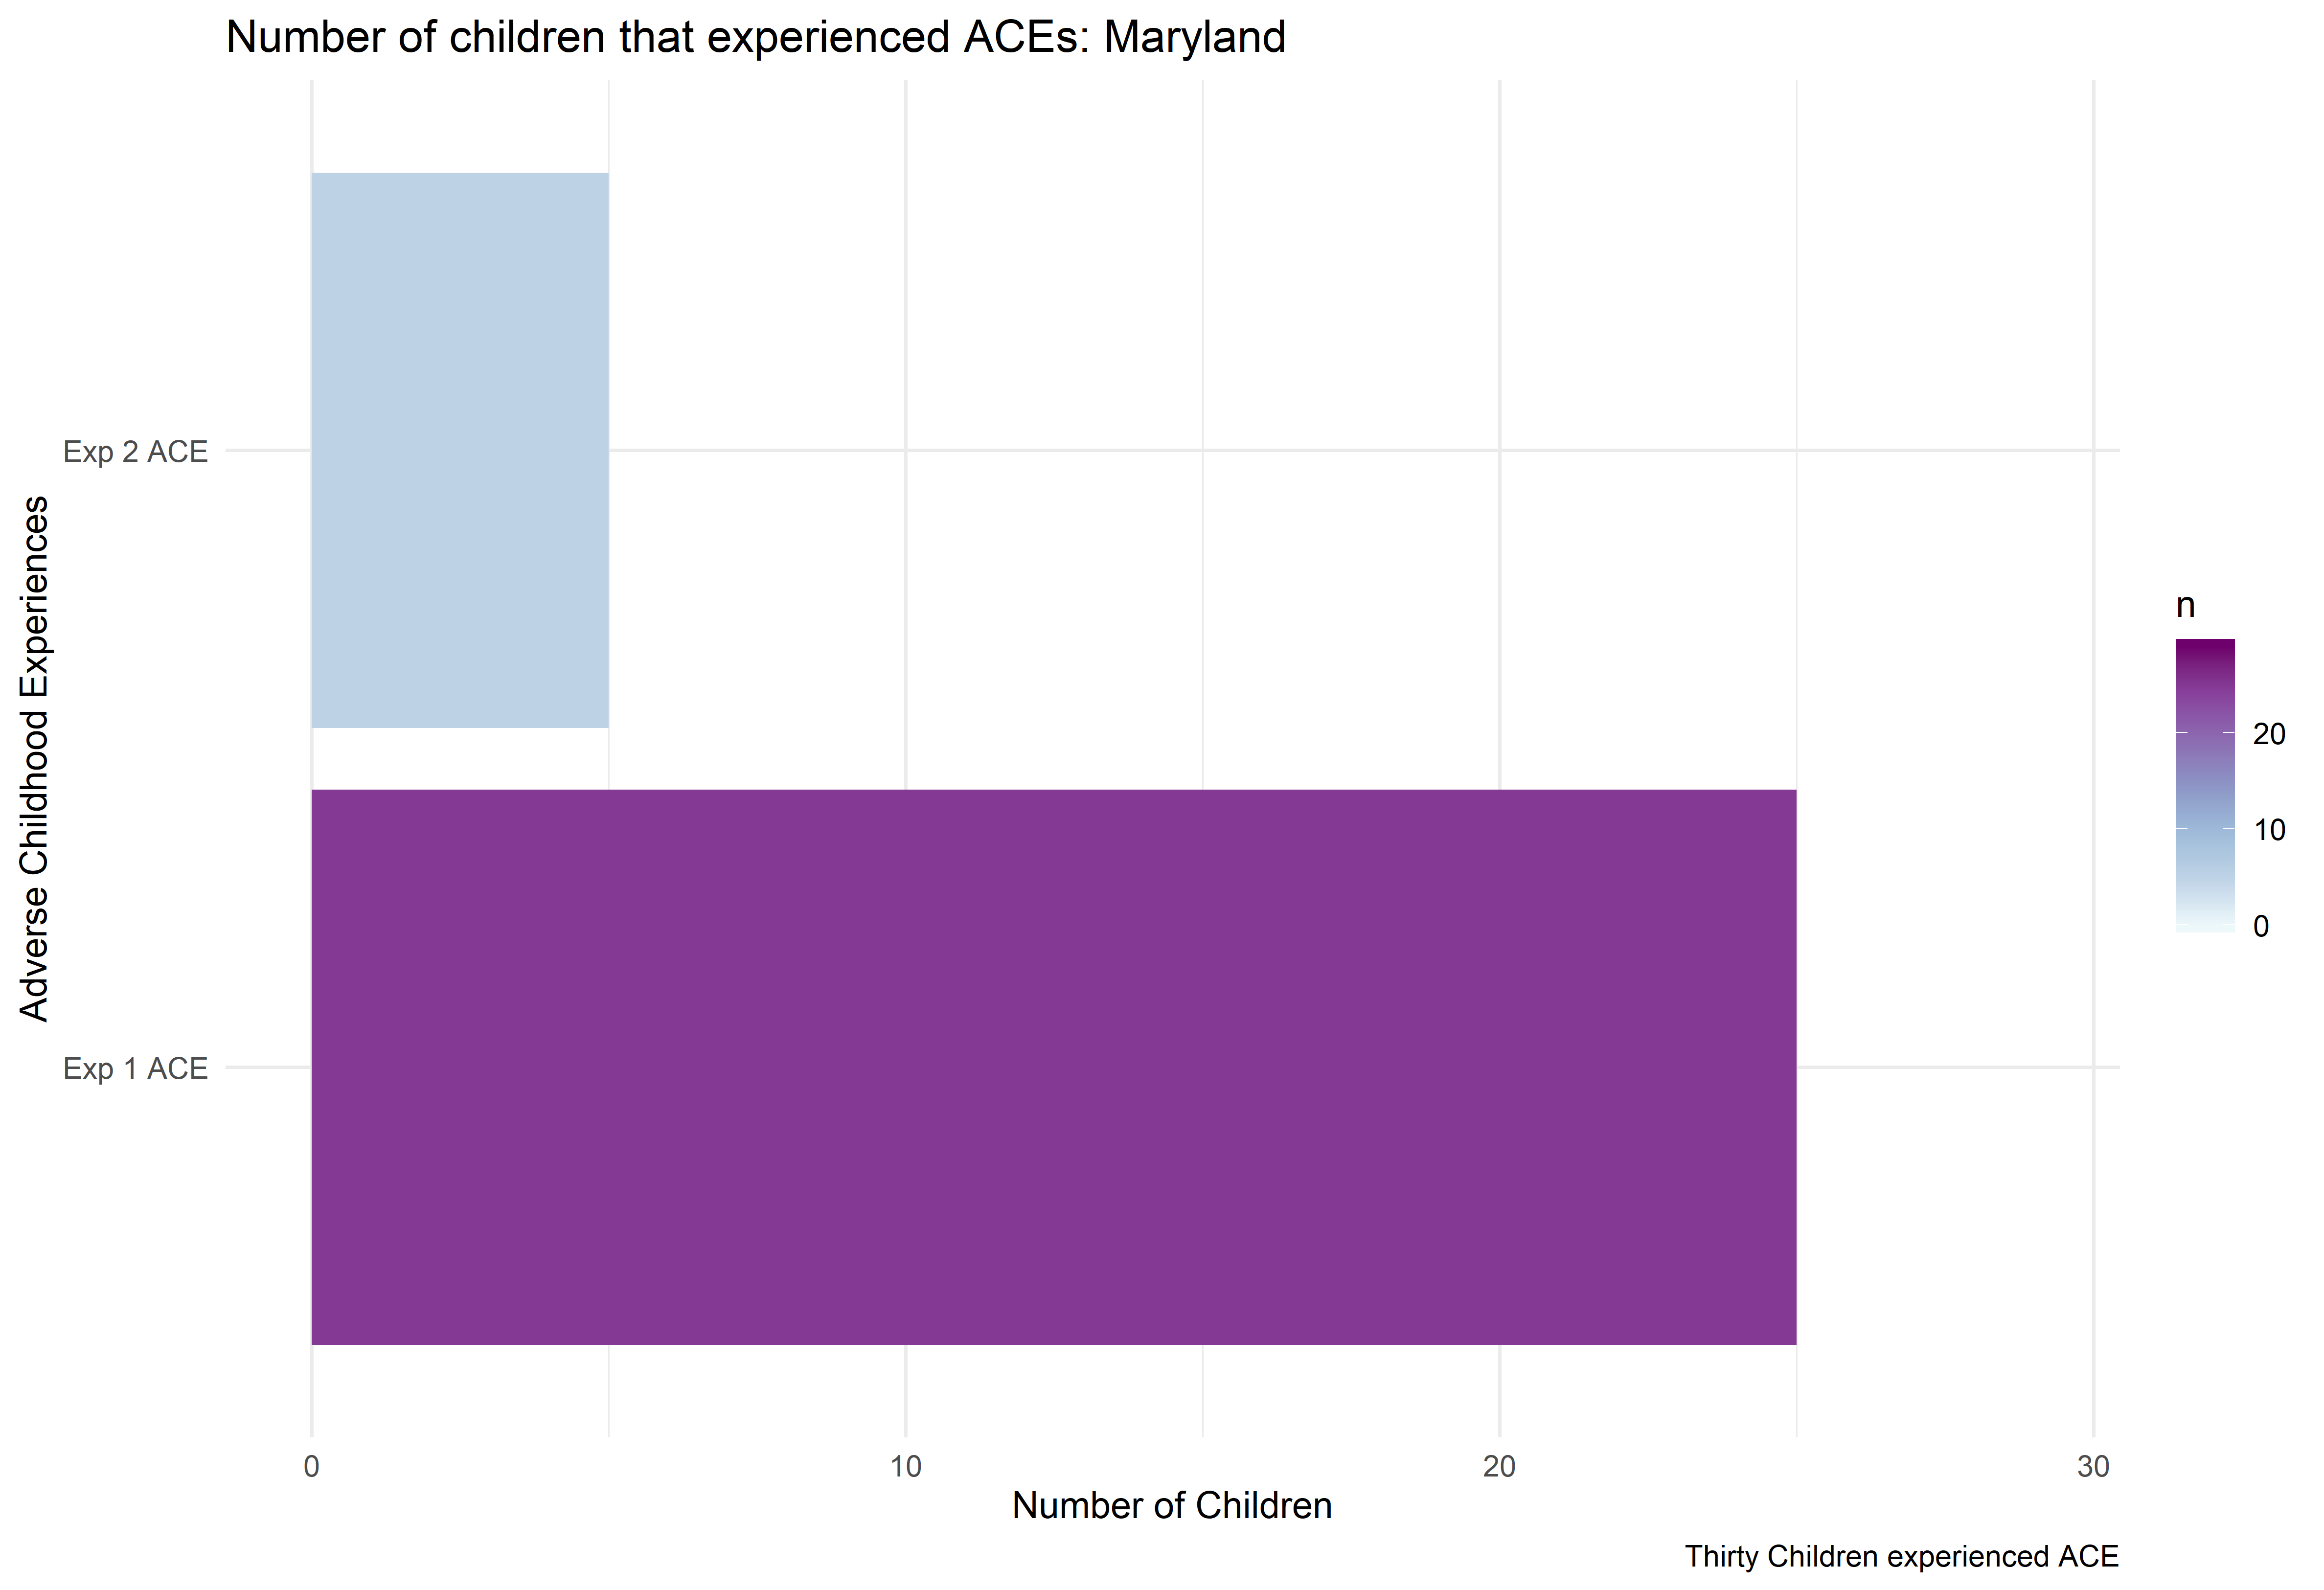 Number of children that experienced ACEs: Maryland
Adverse Childhood Experiences
Exp 2 ACE
Exp 1 ACE
0
10
20
30
Number of Children
n
20
10
0
Thirty Children experienced ACE